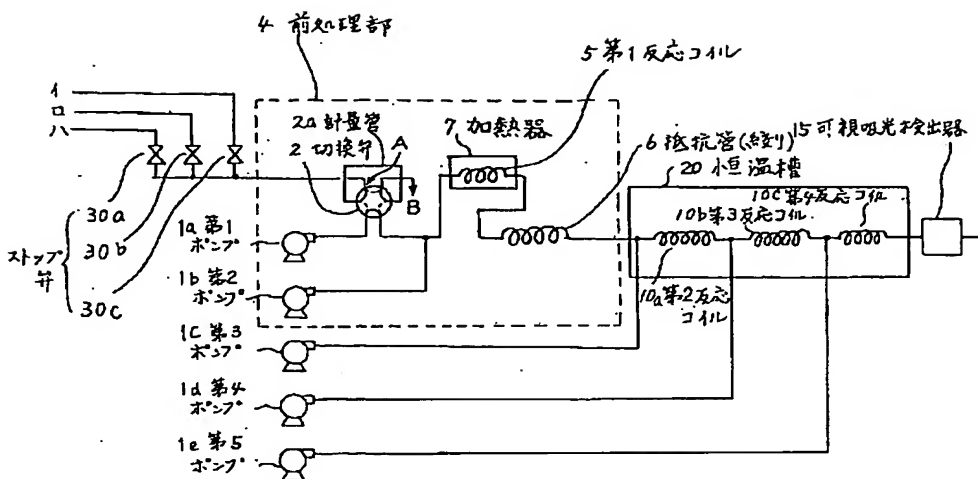 4 前処理部
5 第1反応コイル
イ
ロ
ハ
2a 計量管
2 切換弁
A
B
7 加熱器
6 抵抗管(絞り)
15 可視吸光検出器
20 恒温槽
10c 第4反応コイル
10b 第3反応コイル
10a 第2反応
コイル
30a
30b
30c
ストップ
弁
1a 第1
ポンプ
1b 第2
ポンプ
1c 第3
ポンプ
1d 第4
ポンプ
1e 第5
ポンプ